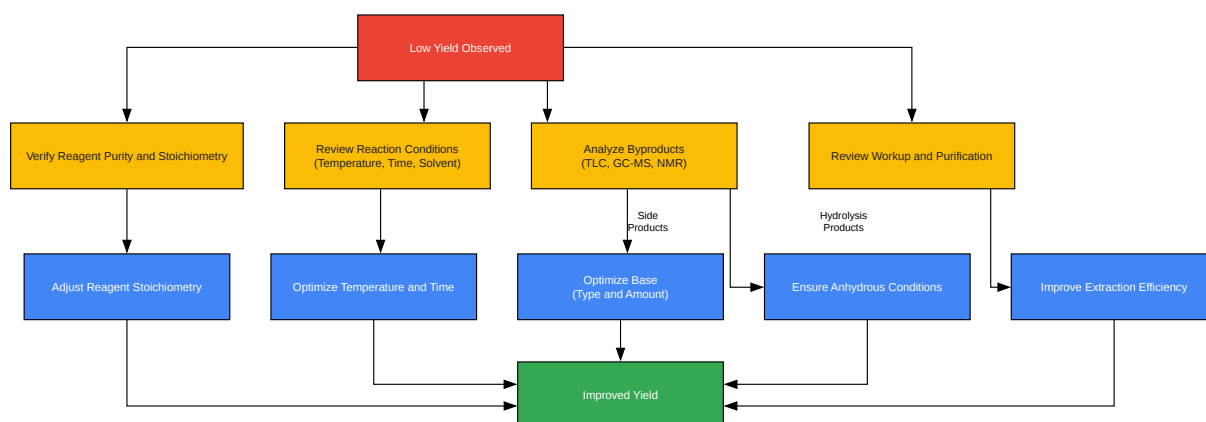 Low Yield Observed
Verify Reagent Purity and Stoichiometry
Review Reaction Conditions
(Temperature, Time, Solvent)
Analyze Byproducts
(TLC, GC-MS, NMR)
Review Workup and Purification
Side
Products
Hydrolysis
Products
Adjust Reagent Stoichiometry
Optimize Temperature and Time
Optimize Base
(Type and Amount)
Ensure Anhydrous Conditions
Improve Extraction Efficiency
Improved Yield